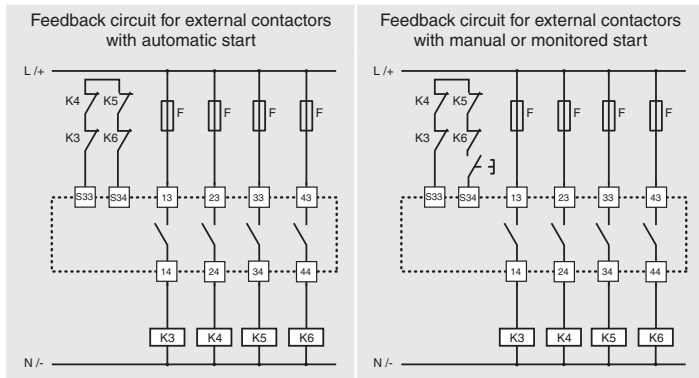 Feedback circuit for external contactors
with automatic start
L /+
K4 K5
F F F F
K3 K6
S33 S34 13 23 33 43
14 24 34 44
K3 K4 K5 K6
N /-
Feedback circuit for external contactors
with manual or monitored start
L /+
K4 K5
F F F F
K3 K6
S33 S34 13 23 33 43
14 24 34 44
K3 K4 K5 K6
N /-